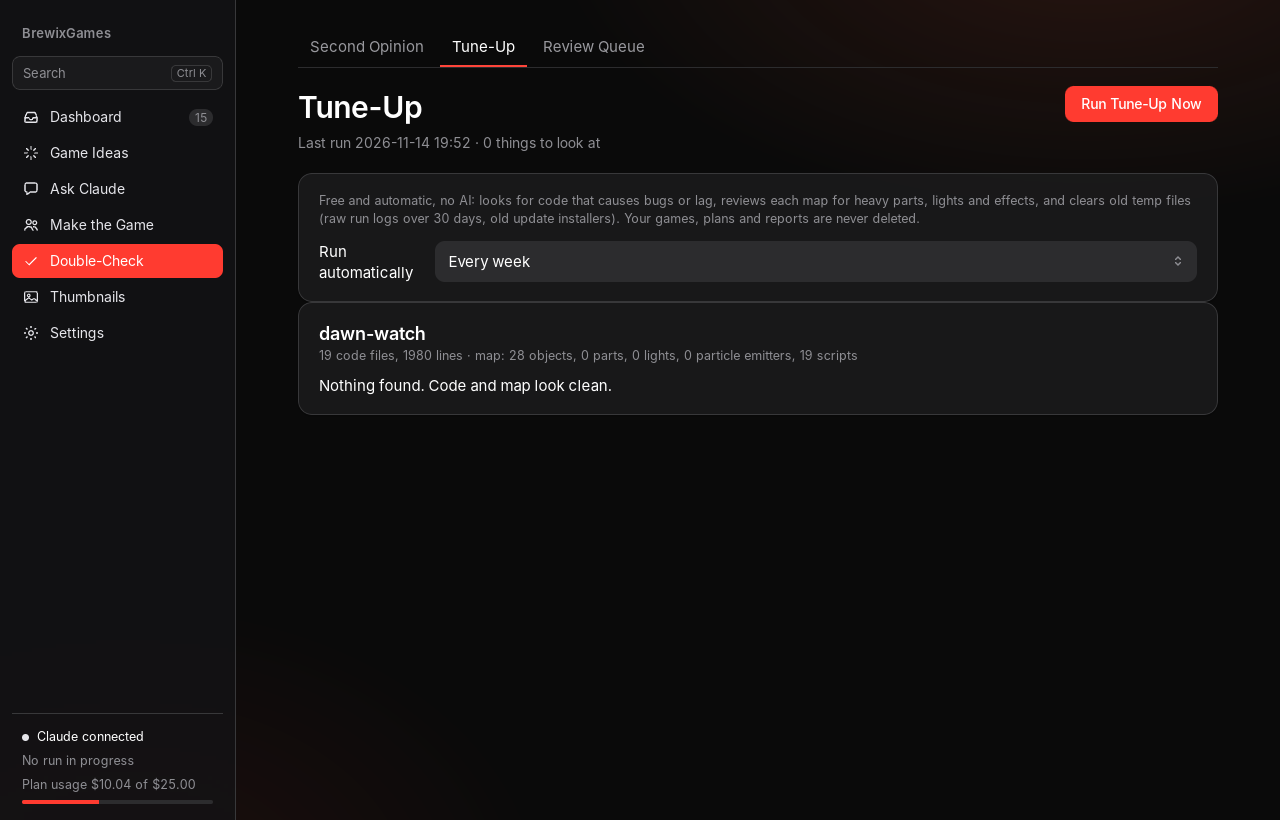 BrewixGames
Search
Ctrl K
Dashboard
15
Game Ideas
Ask Claude
Make the Game
Double-Check
Thumbnails
Settings
Claude connected
No run in progress
Plan usage $10.04 of $25.00
Second Opinion
Tune-Up
Review Queue
Tune-Up
Run Tune-Up Now
Last run 2026-11-14 19:52 · 0 things to look at
Free and automatic, no AI: looks for code that causes bugs or lag, reviews each map for heavy parts, lights and effects, and clears old temp files
(raw run logs over 30 days, old update installers). Your games, plans and reports are never deleted.
Run
automatically
Every week
dawn-watch
19 code files, 1980 lines · map: 28 objects, 0 parts, 0 lights, 0 particle emitters, 19 scripts
Nothing found. Code and map look clean.